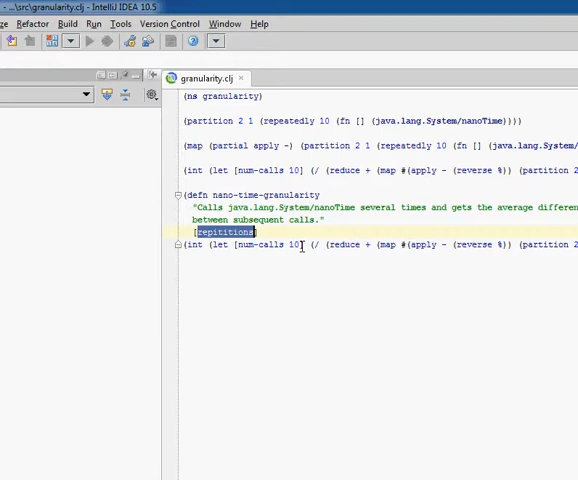 ...\src\granularity.clj - IntelliJ IDEA 10.5
ze Refactor Run Tools Version Control Window Help
granularity.clj
(ns granularity)
(partition 2 1 (repeatedly 10 (fn [] (java.lang.System/nanoTime))))
(map (partial apply -) (partition 2 1 (repeatedly 10 (fn [] (java.lang.System/
(int (let [num-calls 10] (/ (reduce + (map #(apply - (reverse %)) (partition 2
(defn nano-time-granularity
"Calls java.lang.System/nanoTime several times and gets the average differen
between subsequent calls."
[repititions]
(int (let [num-calls 10] (/ (reduce + (map #(apply - (reverse %)) (partition 2